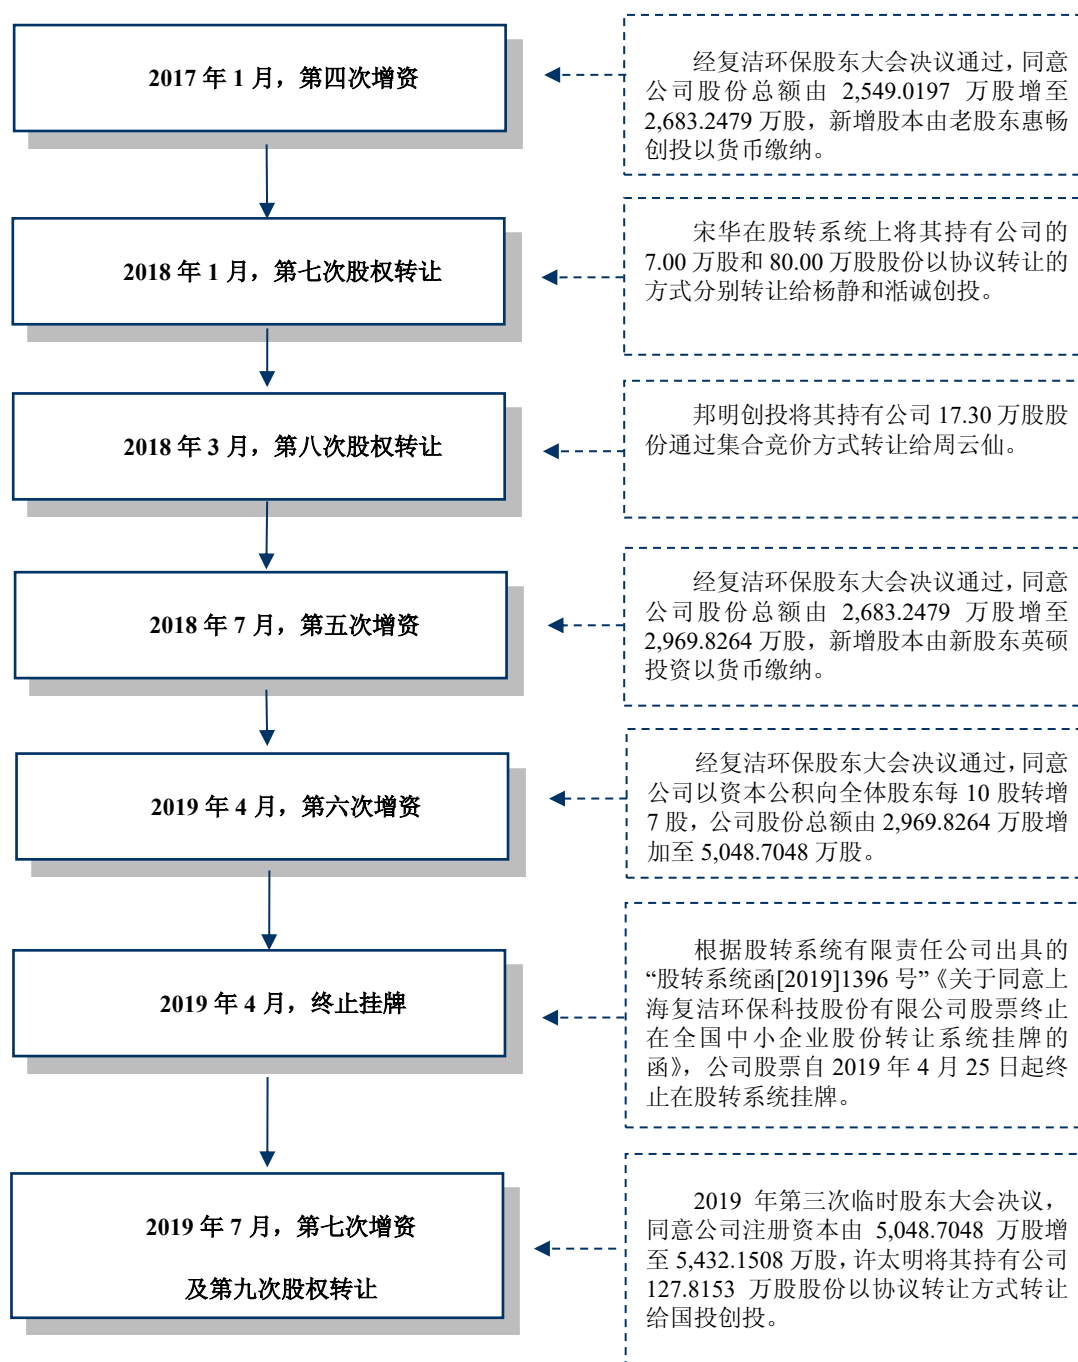 2017 年 1 月，第四次增资
经复洁环保股东大会决议通过，同意
公司股份总额由 2,549.0197 万股增至
2,683.2479 万股，新增股本由老股东惠畅
创投以货币缴纳。
2018 年 1 月，第七次股权转让
宋华在股转系统上将其持有公司的
7.00 万股和 80.00 万股股份以协议转让的
方式分别转让给杨静和湉诚创投。
2018 年 3 月，第八次股权转让
邦明创投将其持有公司 17.30 万股股
份通过集合竞价方式转让给周云仙。
2018 年 7 月，第五次增资
经复洁环保股东大会决议通过，同意
公司股份总额由 2,683.2479 万股增至
2,969.8264 万股，新增股本由新股东英硕
投资以货币缴纳。
2019 年 4 月，第六次增资
经复洁环保股东大会决议通过，同意
公司以资本公积向全体股东每 10 股转增
7 股，公司股份总额由 2,969.8264 万股增
加至 5,048.7048 万股。
2019 年 4 月，终止挂牌
根据股转系统有限责任公司出具的
“股转系统函[2019]1396 号”《关于同意上
海复洁环保科技股份有限公司股票终止
在全国中小企业股份转让系统挂牌的
函》，公司股票自 2019 年 4 月 25 日起终
止在股转系统挂牌。
2019 年 7 月，第七次增资
及第九次股权转让
2019 年第三次临时股东大会决议，
同意公司注册资本由 5,048.7048 万股增
至 5,432.1508 万股，许太明将其持有公司
127.8153 万股股份以协议转让方式转让
给国投创投。